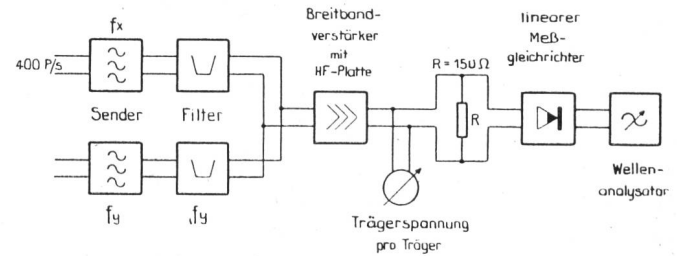 Breitband-
verstärker
mit
HF-Platte
linearer
Meß-
gleichrichter
fx
400 P/s
R = 150 Ω
R
Sender
Filter
fy
fy
Trägerspannung
pro Träger
Wellen-
analysator